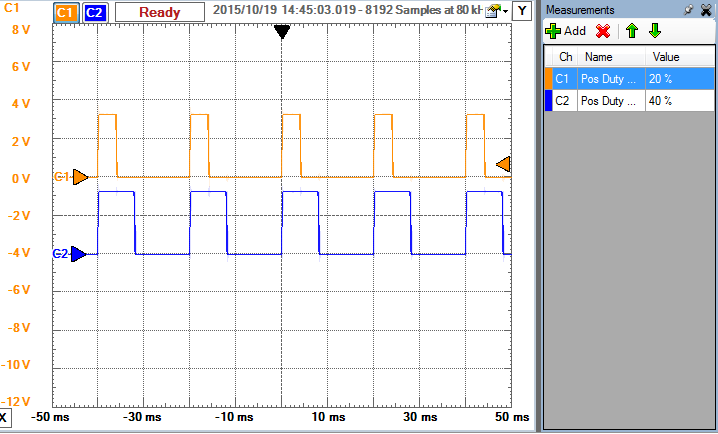 C1
C1 C2 Ready 2015/10/19 14:45:03.019 - 8192 Samples at 80 kH Y
8 V
6 V
4 V
2 V
0 V
-2 V
-4 V
-6 V
-8 V
-10 V
-12 V
C1
C2
X
-50 ms -30 ms -10 ms 10 ms 30 ms 50 ms
Measurements
Add
Ch Name Value
C1 Pos Duty ... 20 %
C2 Pos Duty ... 40 %